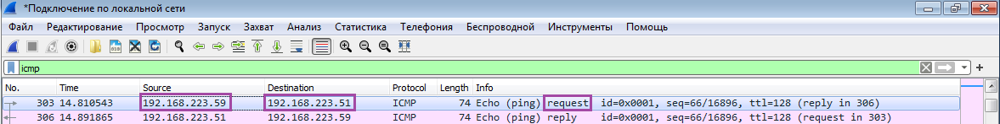 *Подключение по локальной сети
Файл Редактирование Просмотр Запуск Захват Анализ Статистика Телефония Беспроводной Инструменты Помощь
icmp
No. Time Source Destination Protocol Length Info
303 14.810543 192.168.223.59 192.168.223.51 ICMP 74 Echo (ping) request id=0x0001, seq=66/16896, ttl=128 (reply in 306)
306 14.891865 192.168.223.51 192.168.223.59 ICMP 74 Echo (ping) reply id=0x0001, seq=66/16896, ttl=128 (request in 303)